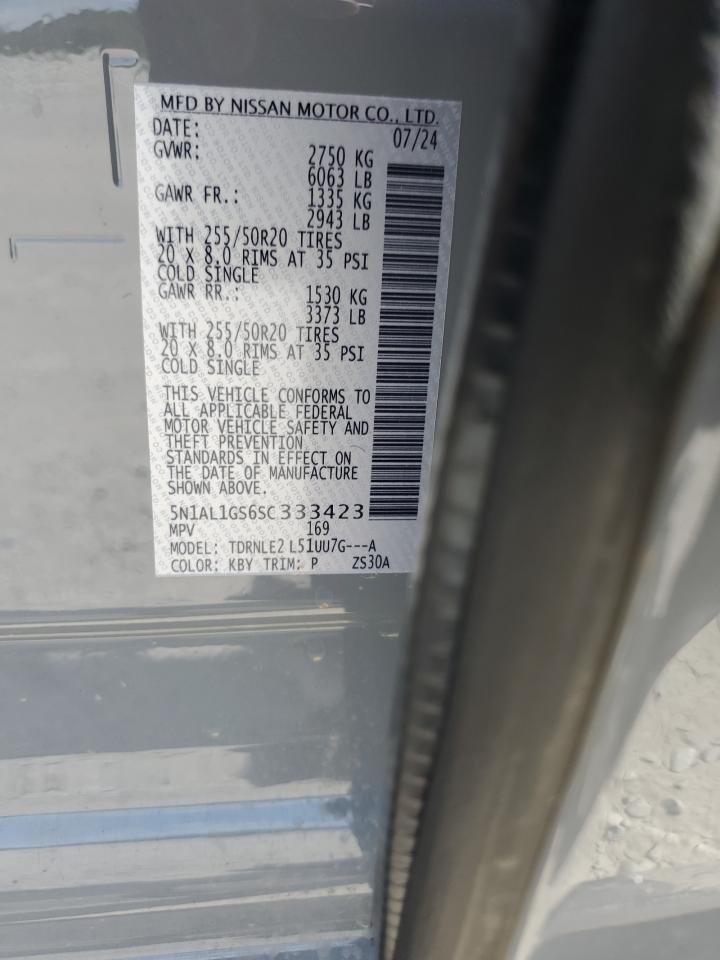 MFD BY NISSAN MOTOR CO., LTD.
DATE: 07/24
GVWR: 2750 KG
6063 LB
GAWR FR.: 1335 KG
2943 LB
WITH 255/50R20 TIRES
20 X 8.0 RIMS AT 35 PSI
COLD SINGLE
GAWR RR.: 1530 KG
3373 LB
WITH 255/50R20 TIRES
20 X 8.0 RIMS AT 35 PSI
COLD SINGLE
THIS VEHICLE CONFORMS TO
ALL APPLICABLE FEDERAL
MOTOR VEHICLE SAFETY AND
THEFT PREVENTION
STANDARDS IN EFFECT ON
THE DATE OF MANUFACTURE
SHOWN ABOVE.
5N1AL1GS6SC333423
MPV 169
MODEL: TDRNLE2 L51UU7G---A
COLOR: KBY TRIM: P ZS30A